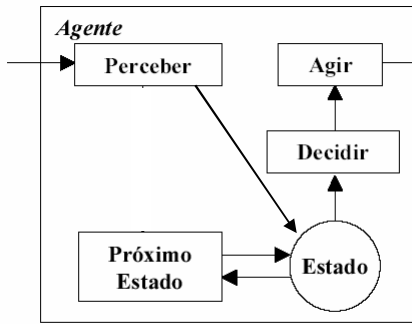 Agente
Perceber
Agir
Decidir
Próximo
Estado
Estado